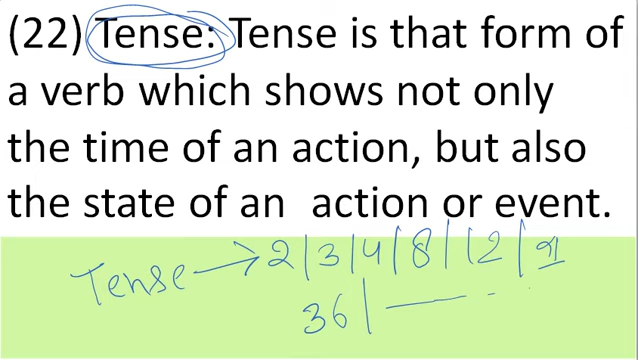 (22) Tense: Tense is that form of
a verb which shows not only
the time of an action, but also
the state of an action or event.
Tense → 2 | 3 | 4 | 8 | 12 |
36 |